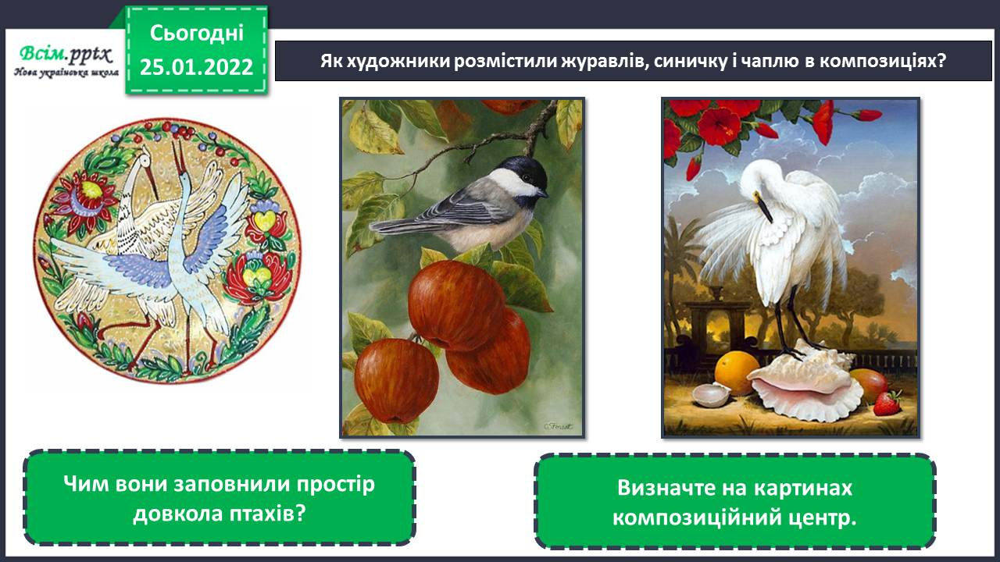 Всім.pptx
Нова українська школа
Сьогодні
25.01.2022
Як художники розмістили журавлів, синичку і чаплю в композиціях?
Чим вони заповнили простір
довкола птахів?
Визначте на картинах
композиційний центр.